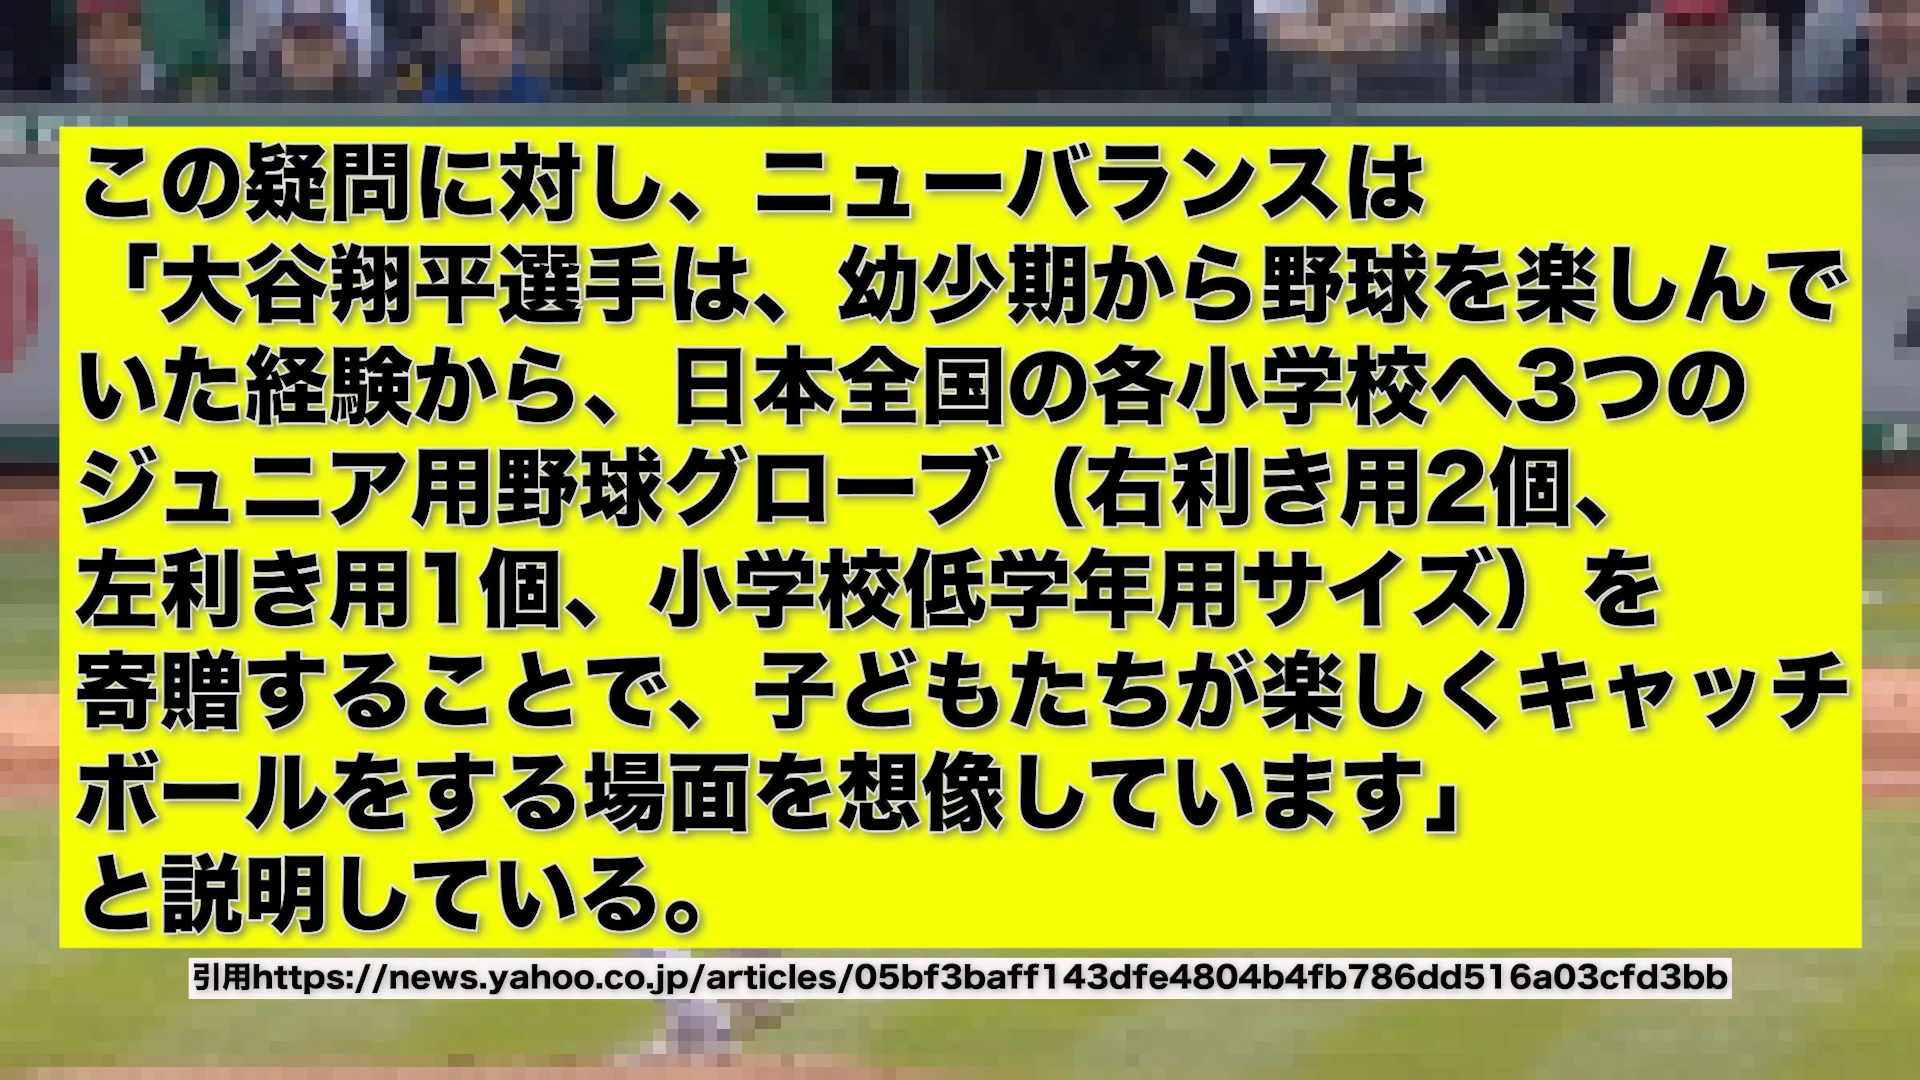 この疑問に対し、ニューバランスは
「大谷翔平選手は、幼少期から野球を楽しんで
いた経験から、日本全国の各小学校へ3つの
ジュニア用野球グローブ（右利き用2個、
左利き用1個、小学校低学年用サイズ）を
寄贈することで、子どもたちが楽しくキャッチ
ボールをする場面を想像しています」
と説明している。
引用https://news.yahoo.co.jp/articles/05bf3baff143dfe4804b4fb786dd516a03cfd3bb